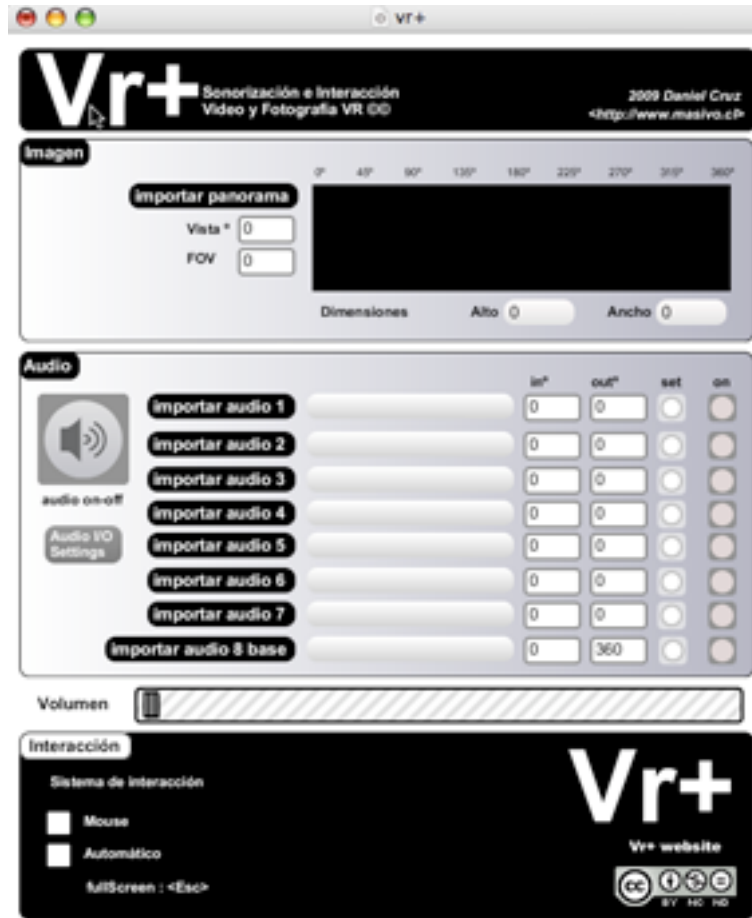 vr+
Vr+
Sonorización e Interacción
Video y Fotografía VR ©©
2009 Daniel Cruz
<http://www.masivo.cl>
Imagen
0° 45° 90° 135° 180° 225° 270° 315° 360°
importar panorama
Vista ° 0
FOV 0
Dimensiones Alto 0 Ancho 0
Audio
in° out° set on
importar audio 1 0 0
importar audio 2 0 0
importar audio 3 0 0
audio on-off
importar audio 4 0 0
Audio I/O
Settings
importar audio 5 0 0
importar audio 6 0 0
importar audio 7 0 0
importar audio 8 base 0 360
Volumen
Interacción
Sistema de interacción
Mouse
Automático
fullScreen : <Esc>
Vr+
Vr+ website
cc
BY NC ND